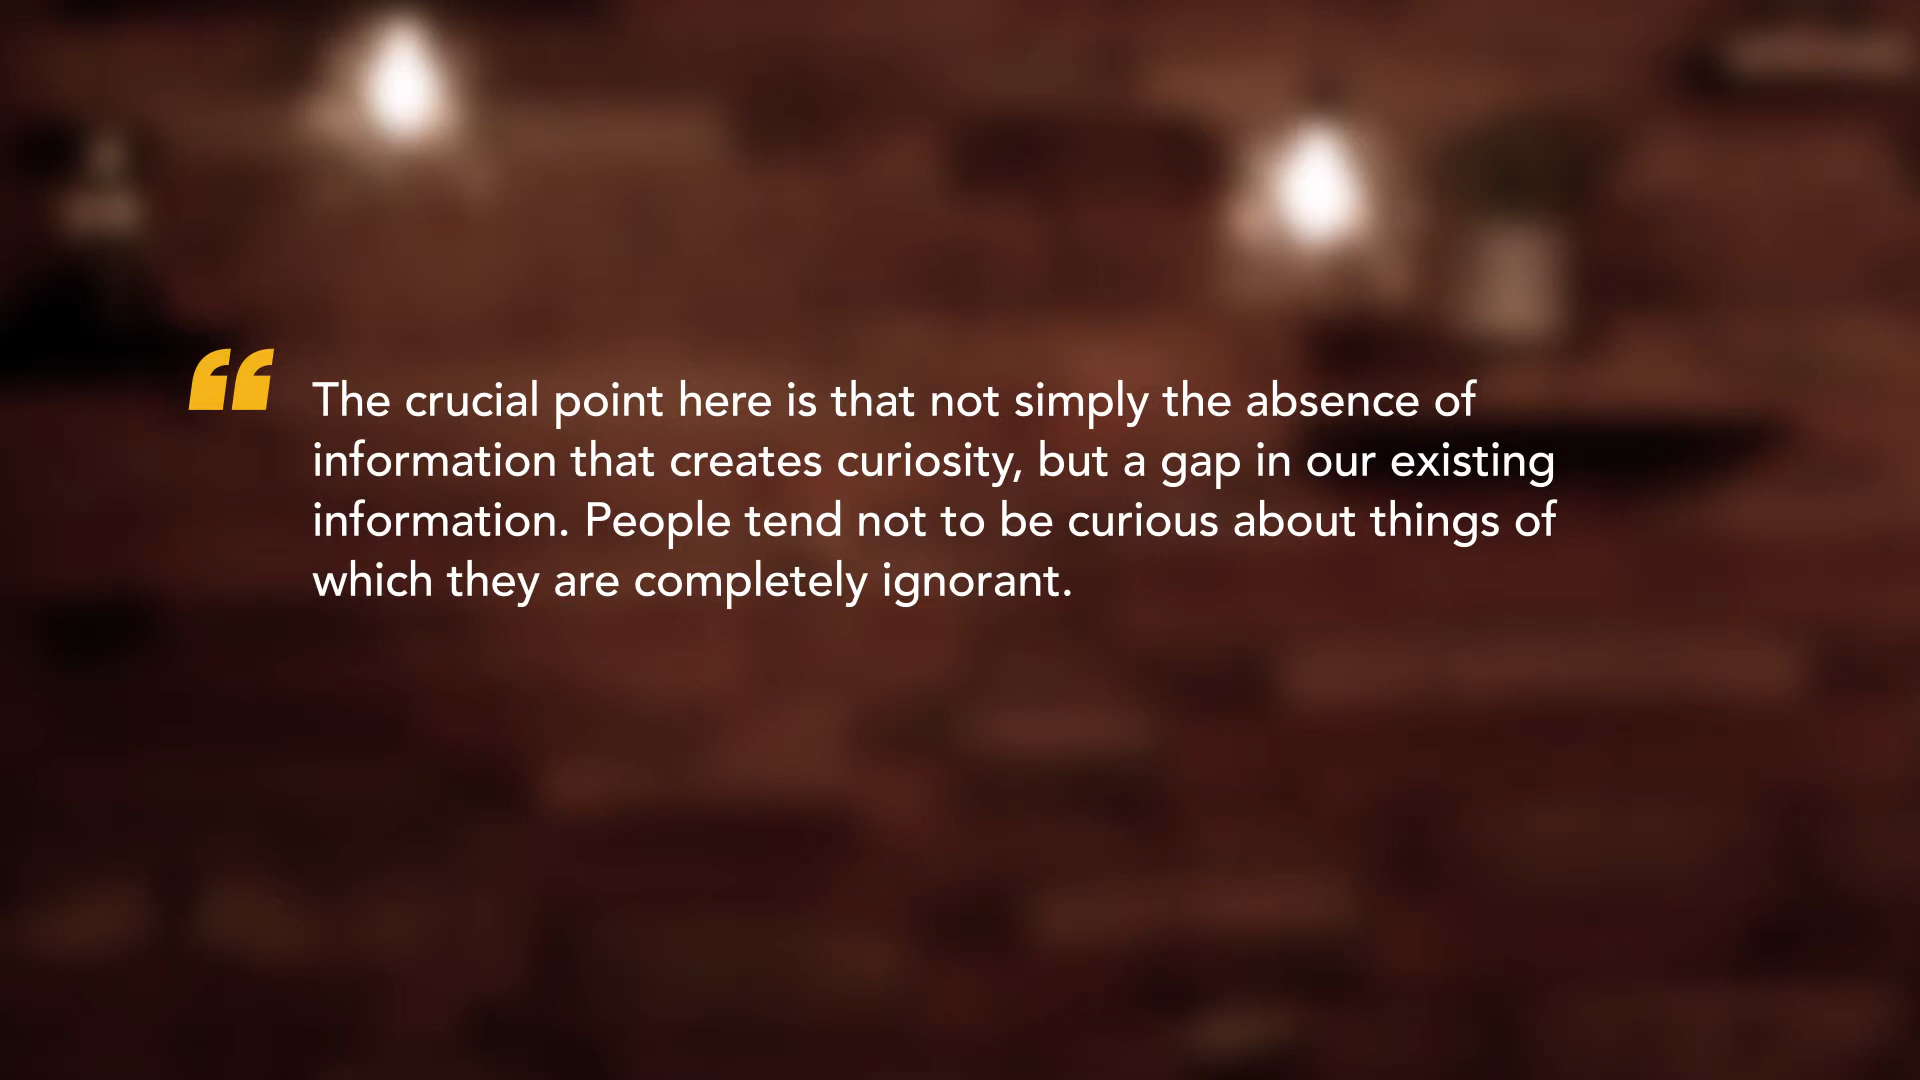 “ The crucial point here is that not simply the absence of
information that creates curiosity, but a gap in our existing
information. People tend not to be curious about things of
which they are completely ignorant.